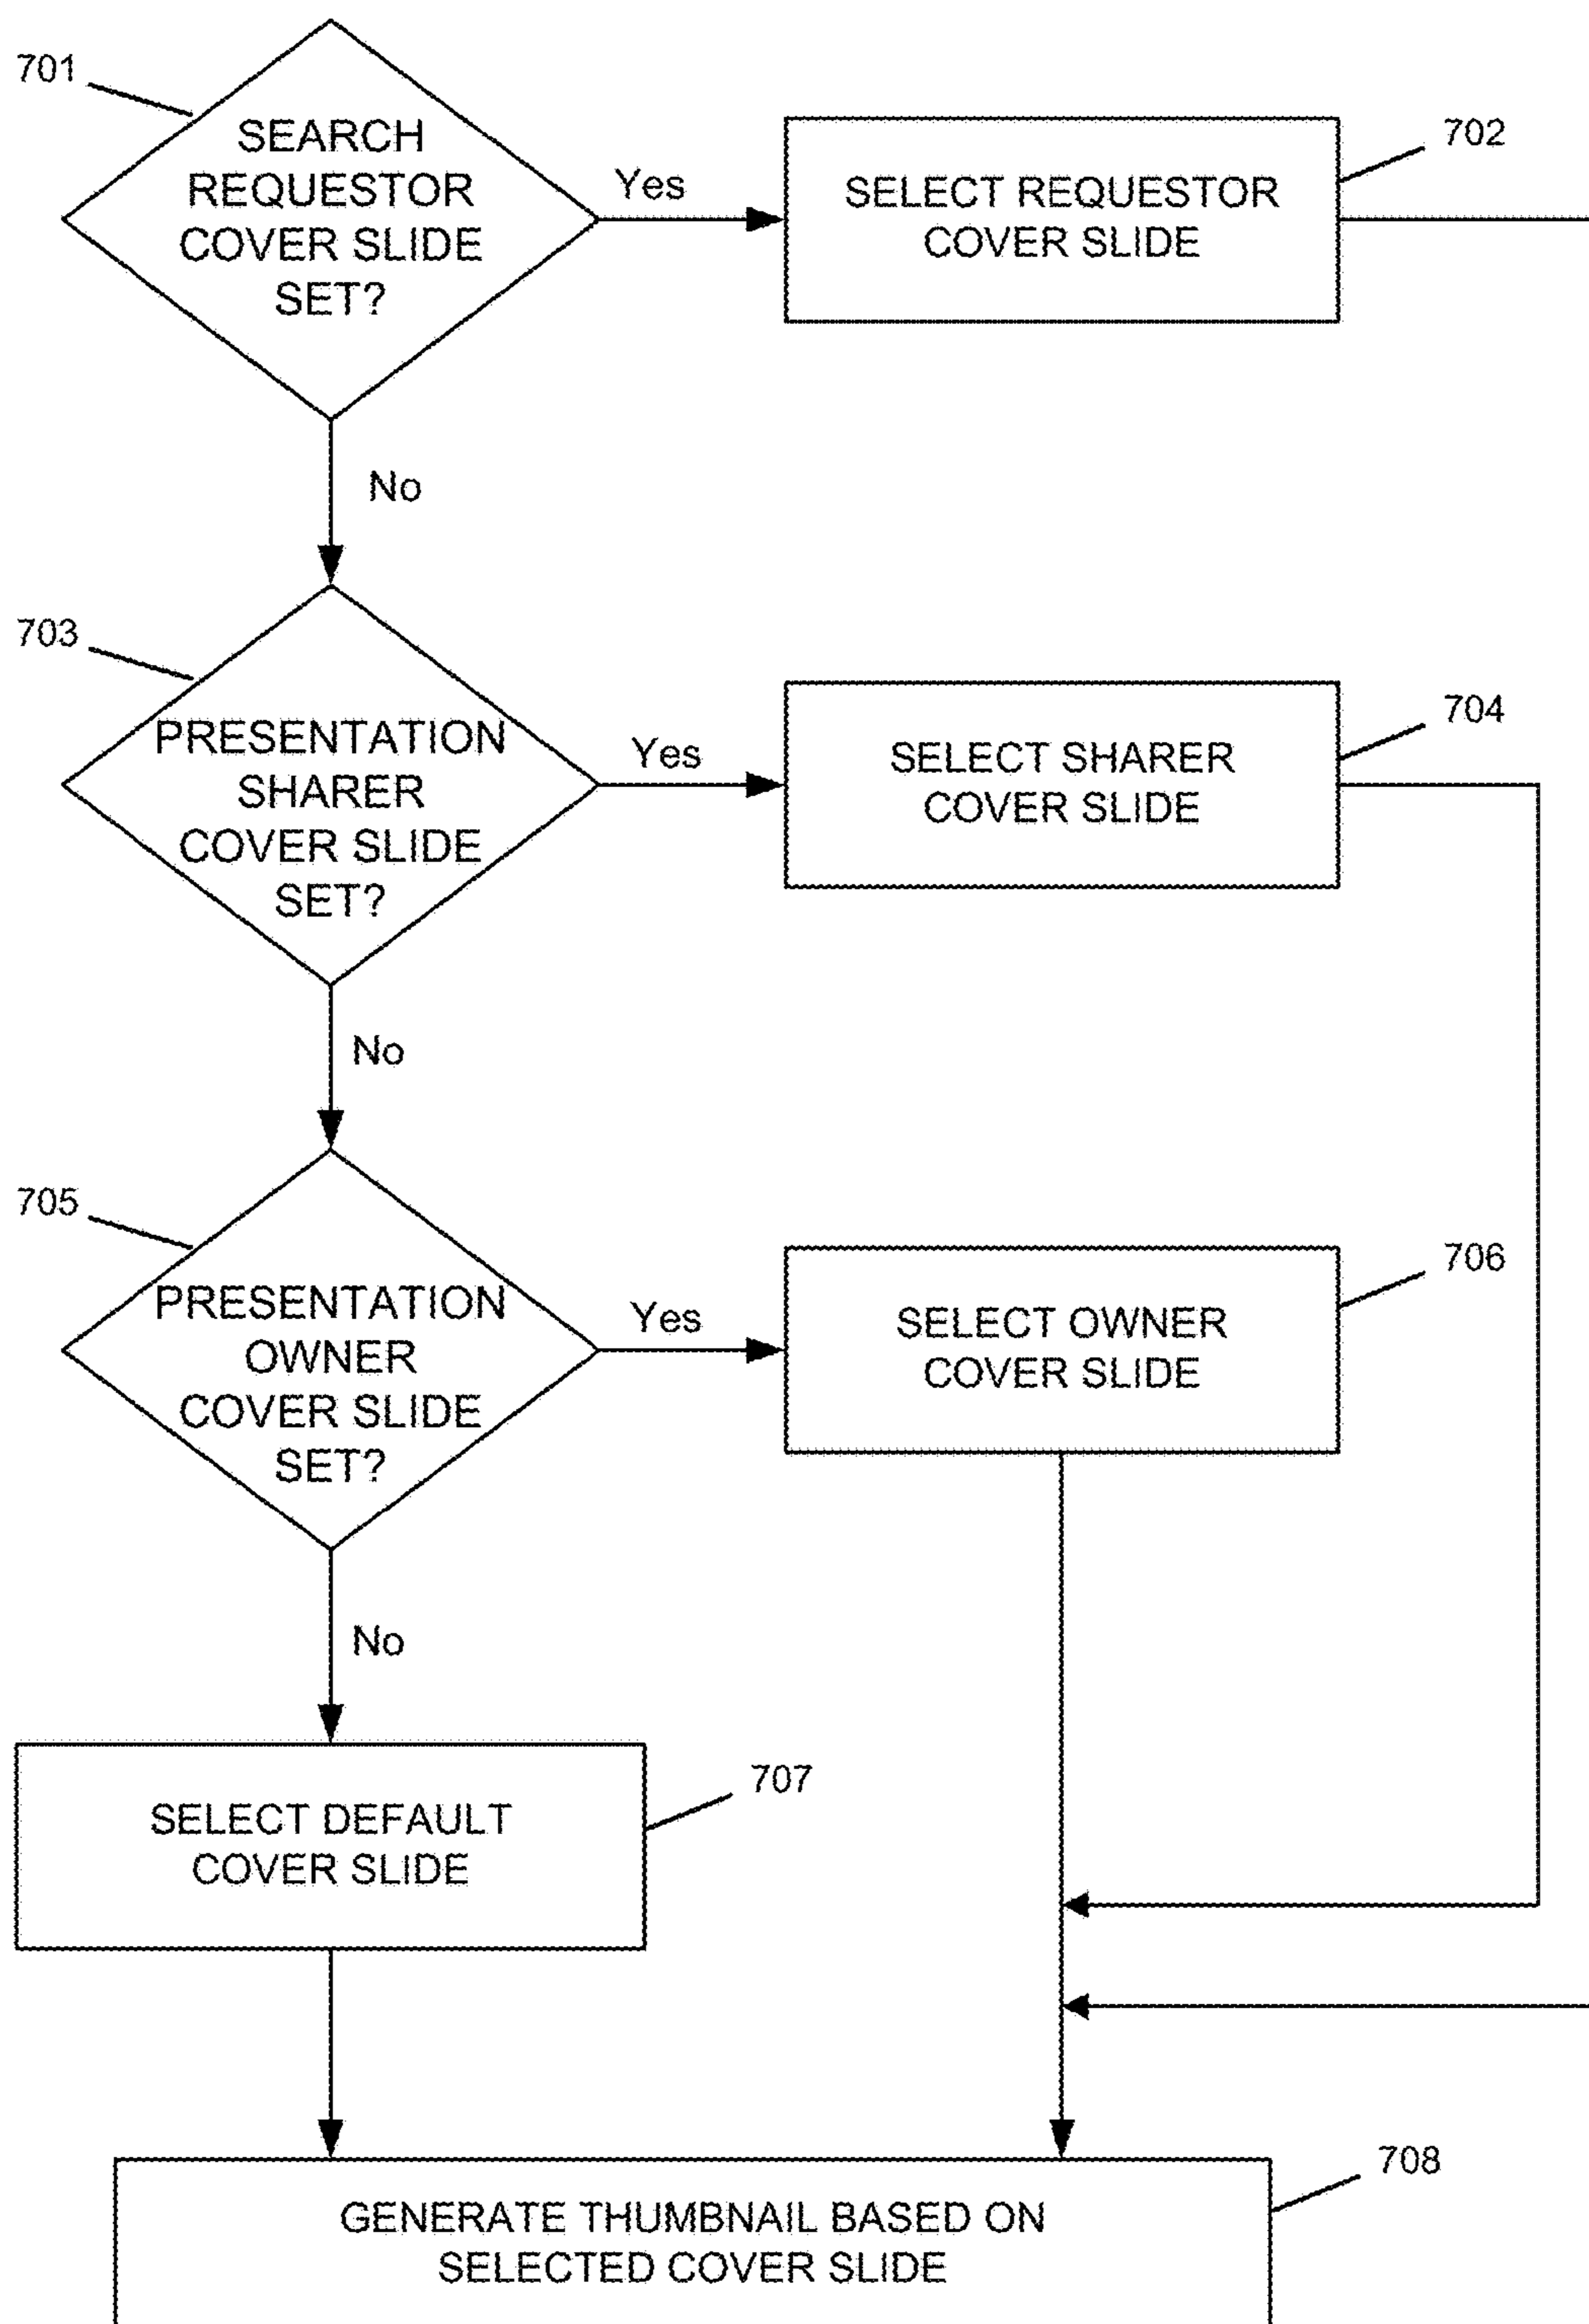 701
SEARCH
REQUESTOR
COVER SLIDE
SET?
Yes
702
SELECT REQUESTOR
COVER SLIDE
No
703
PRESENTATION
SHARER
COVER SLIDE
SET?
Yes
704
SELECT SHARER
COVER SLIDE
No
705
PRESENTATION
OWNER
COVER SLIDE
SET?
Yes
706
SELECT OWNER
COVER SLIDE
No
707
SELECT DEFAULT
COVER SLIDE
708
GENERATE THUMBNAIL BASED ON
SELECTED COVER SLIDE